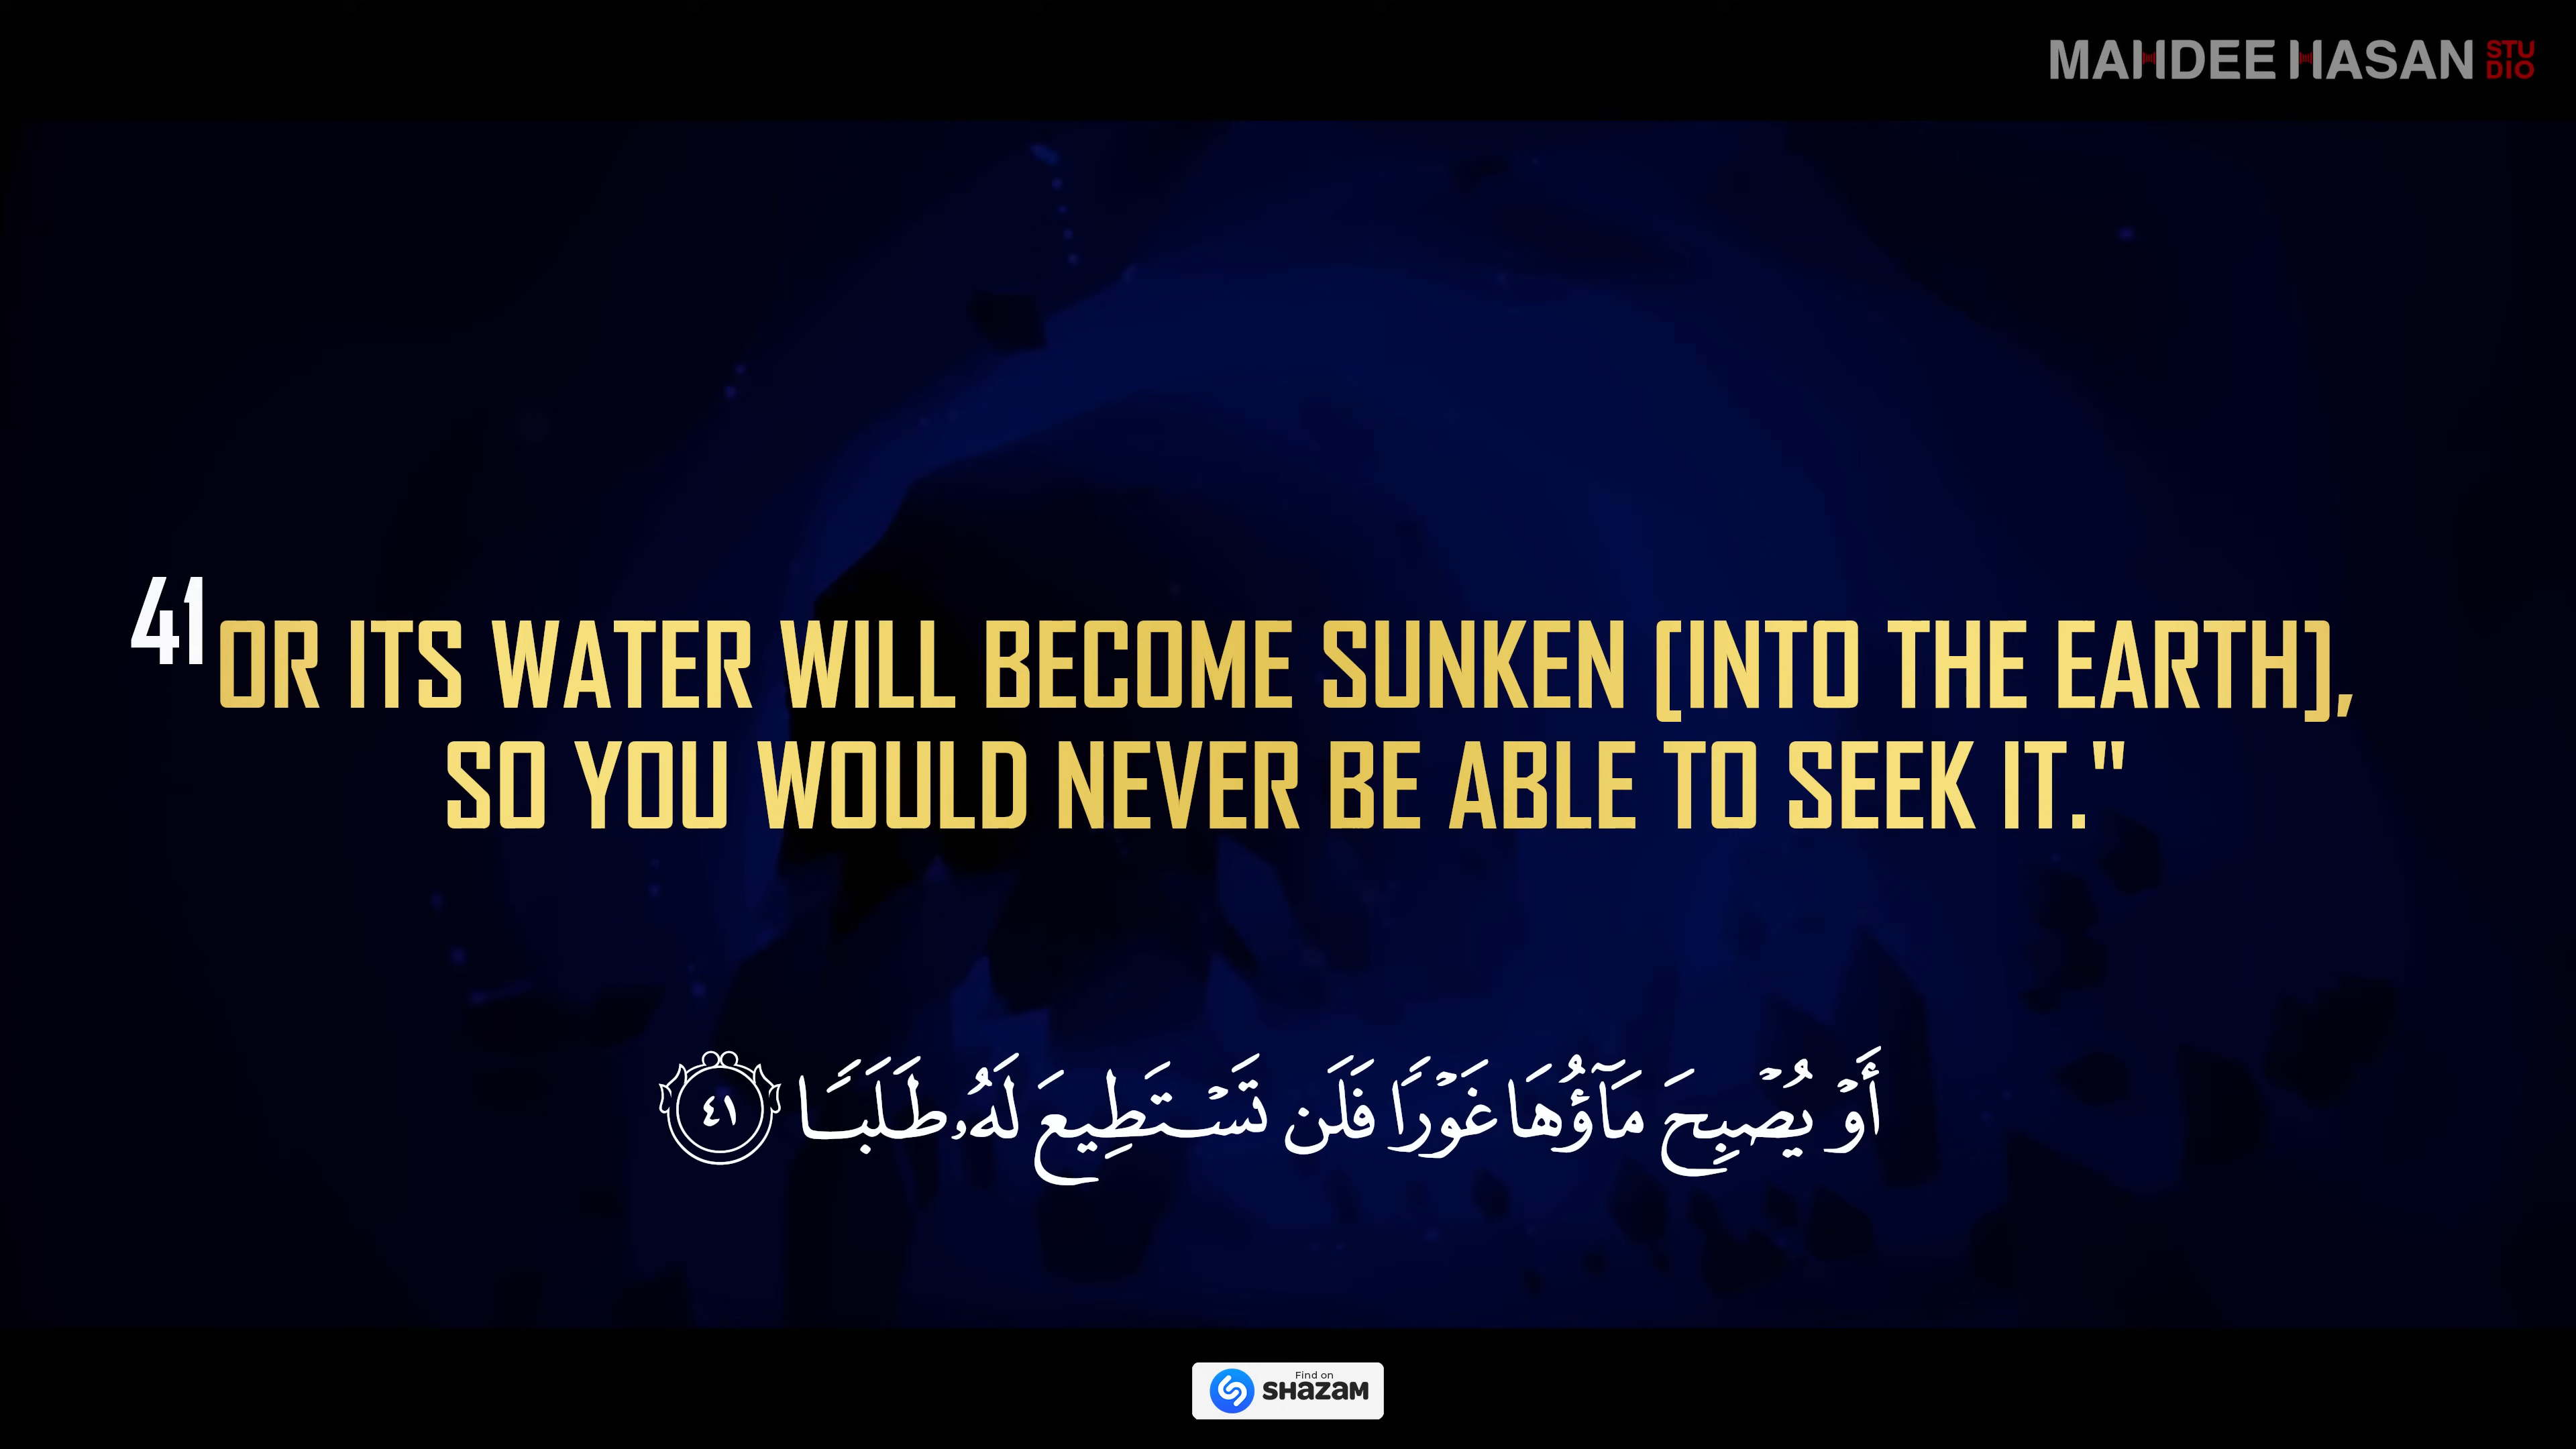 MAHDEE HASAN STUDIO
41 OR ITS WATER WILL BECOME SUNKEN [INTO THE EARTH],
SO YOU WOULD NEVER BE ABLE TO SEEK IT."
أَوْ يُصْبِحَ مَآؤُهَا غَوْرًا فَلَن تَسْتَطِيعَ لَهُۥ طَلَبًا ٤١
Find on
SHAZAM